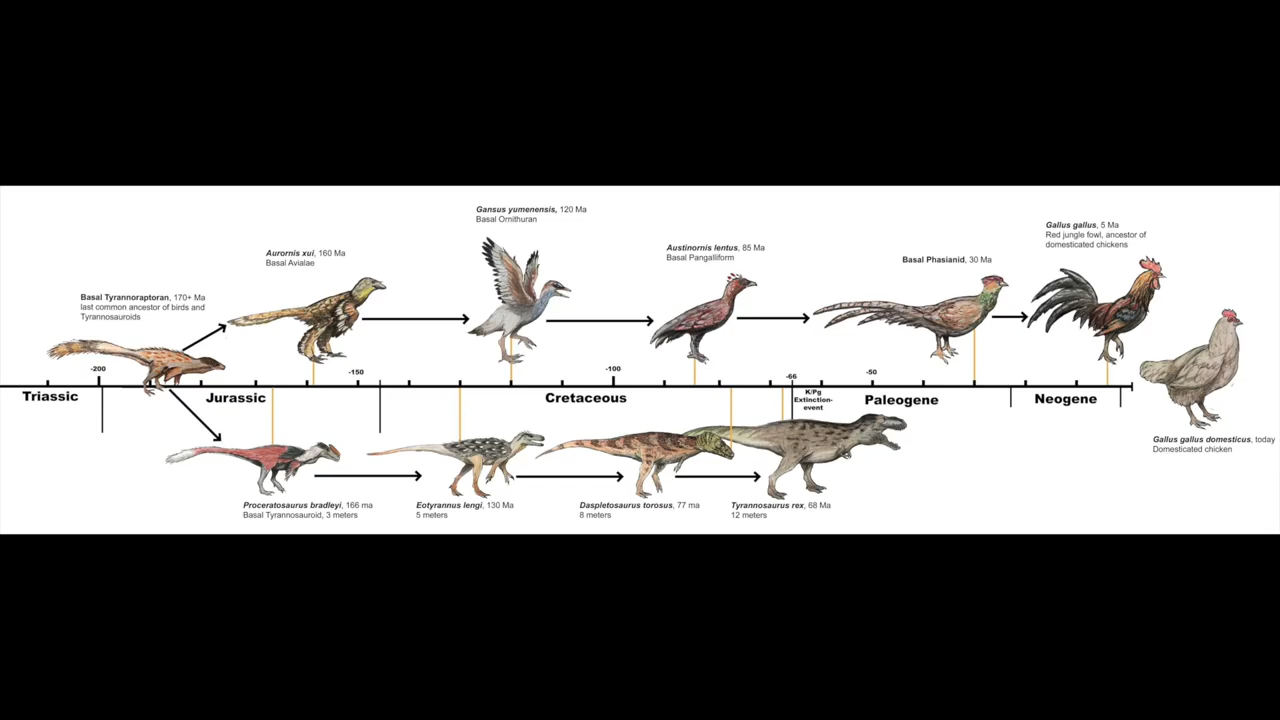 Gansus yumenensis, 120 Ma
Basal Ornithuran
Gallus gallus, 5 Ma
Red jungle fowl, ancestor of
domesticated chickens
Austinornis lentus, 85 Ma
Basal Pangalliform
Aurornis xui, 160 Ma
Basal Avialae
Basal Phasianid, 30 Ma
Basal Tyrannoraptoran, 170+ Ma
last common ancestor of birds and
Tyrannosauroids
-200
-150
-100
-66
-50
Triassic
Jurassic
Cretaceous
K/Pg
Extinction-
event
Paleogene
Neogene
Gallus gallus domesticus, today
Domesticated chicken
Proceratosaurus bradleyi, 166 ma
Basal Tyrannosauroid, 3 meters
Eotyrannus lengi, 130 Ma
5 meters
Daspletosaurus torosus, 77 ma
8 meters
Tyrannosaurus rex, 68 Ma
12 meters